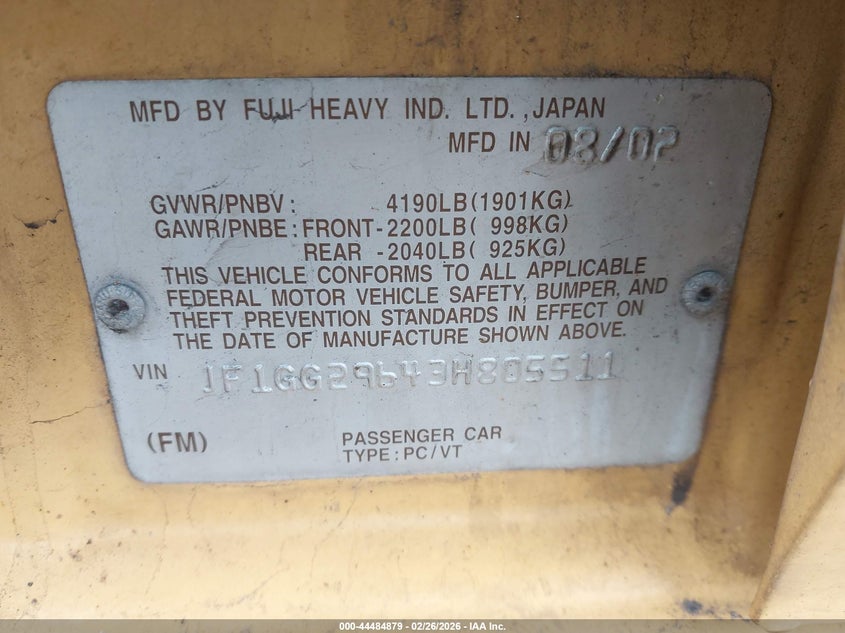 MFD BY FUJI HEAVY IND. LTD., JAPAN
MFD IN 08/02
GVWR/PNBV: 4190LB(1901KG)
GAWR/PNBE: FRONT-2200LB( 998KG)
REAR -2040LB( 925KG)
THIS VEHICLE CONFORMS TO ALL APPLICABLE
FEDERAL MOTOR VEHICLE SAFETY, BUMPER, AND
THEFT PREVENTION STANDARDS IN EFFECT ON
THE DATE OF MANUFACTURE SHOWN ABOVE.
VIN JF1GG29643H805511
(FM) PASSENGER CAR
TYPE: PC/VT
000-44484879 | 02/26/2026 - IAA Inc.